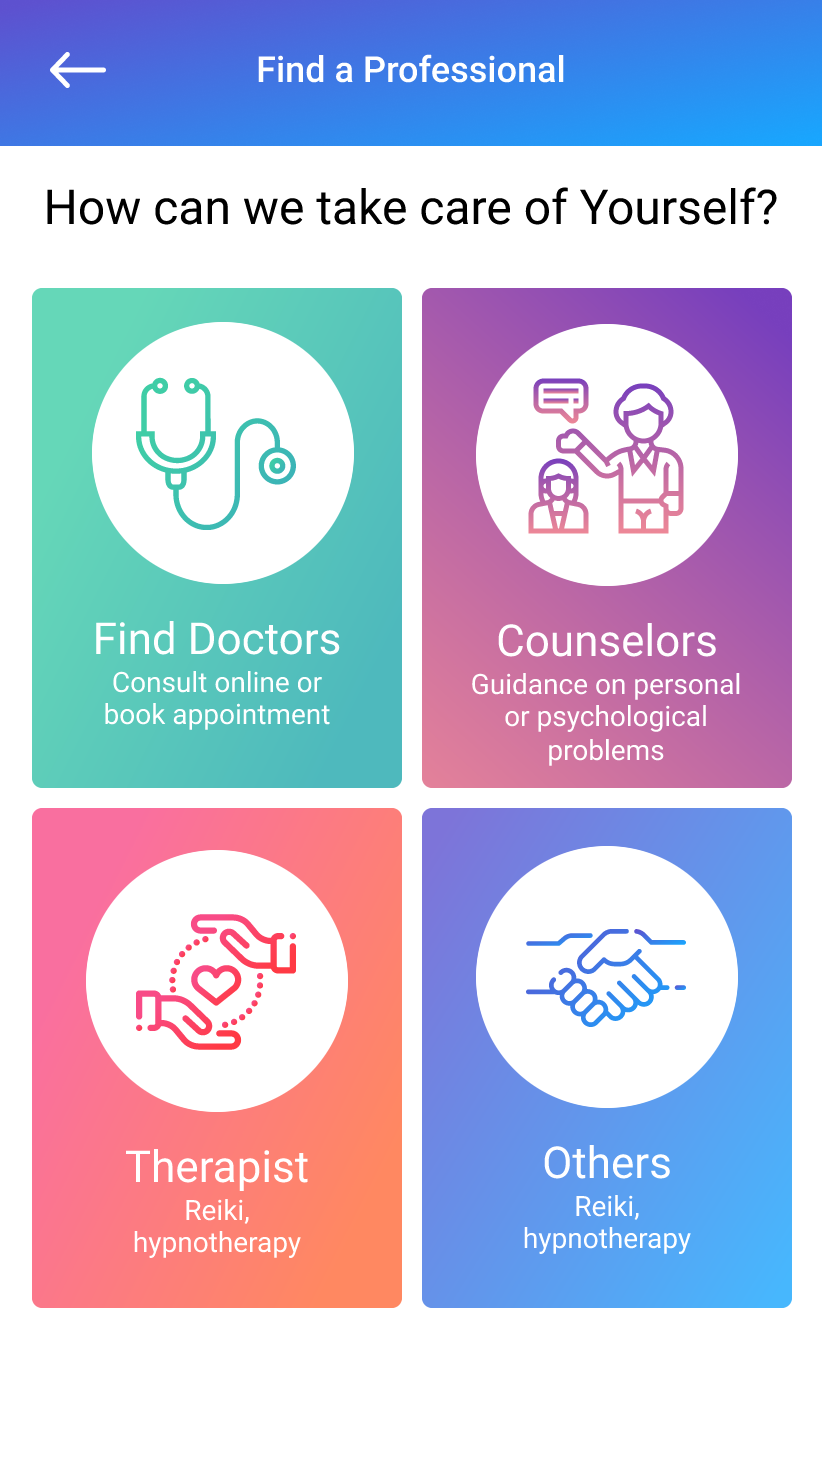 Find a Professional
How can we take care of Yourself?
Find Doctors
Consult online or
book appointment
Counselors
Guidance on personal
or psychological
problems
Therapist
Reiki,
hypnotherapy
Others
Reiki,
hypnotherapy